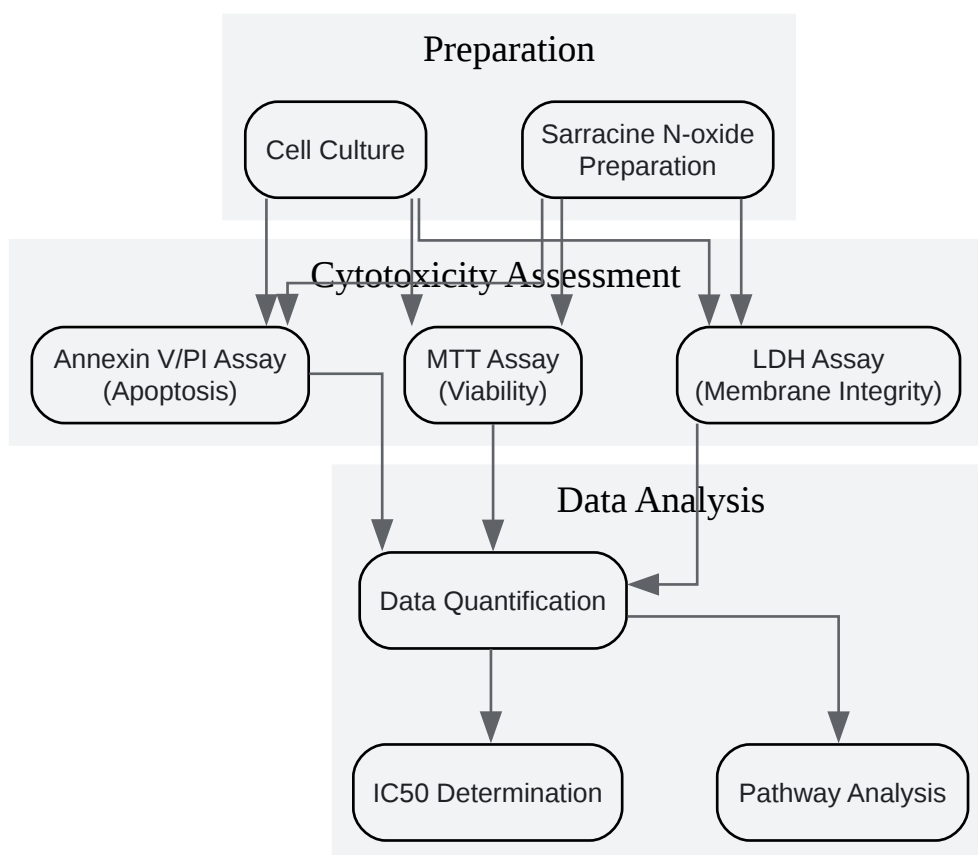 Preparation
Cell Culture
Sarracine N-oxide
Preparation
Cytotoxicity Assessment
Annexin V/PI Assay
(Apoptosis)
MTT Assay
(Viability)
LDH Assay
(Membrane Integrity)
Data Analysis
Data Quantification
IC50 Determination
Pathway Analysis